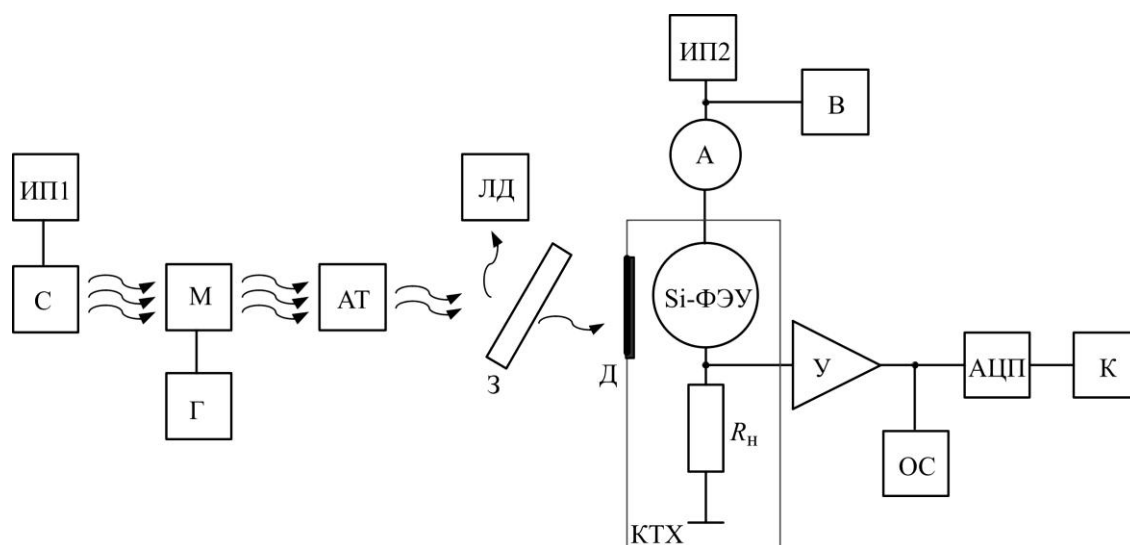 ИП2
В
А
ИП1
ЛД
С
М
АТ
Si-ФЭУ
З
Д
У
АЦП
К
Г
Rн
ОС
КТХ